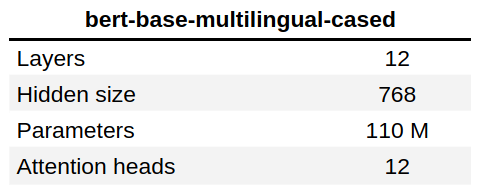 bert-base-multilingual-cased
Layers 12
Hidden size 768
Parameters 110 M
Attention heads 12